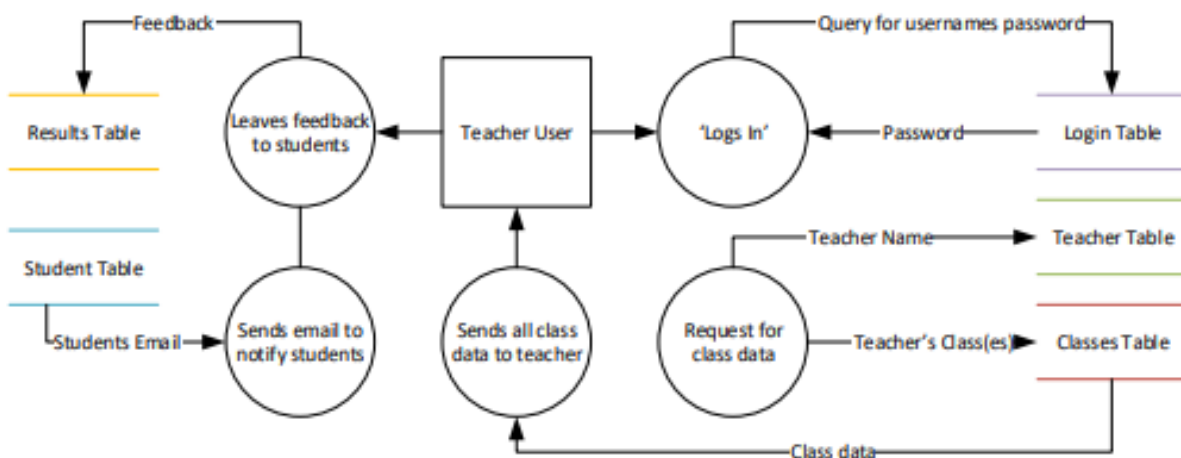 Feedback
Query for usernames password
Results Table
Leaves feedback
to students
Teacher User
'Logs In'
Password
Login Table
Student Table
Teacher Name
Teacher Table
Students Email
Sends email to
notify students
Sends all class
data to teacher
Request for
class data
Teacher's Class(es)
Classes Table
Class data